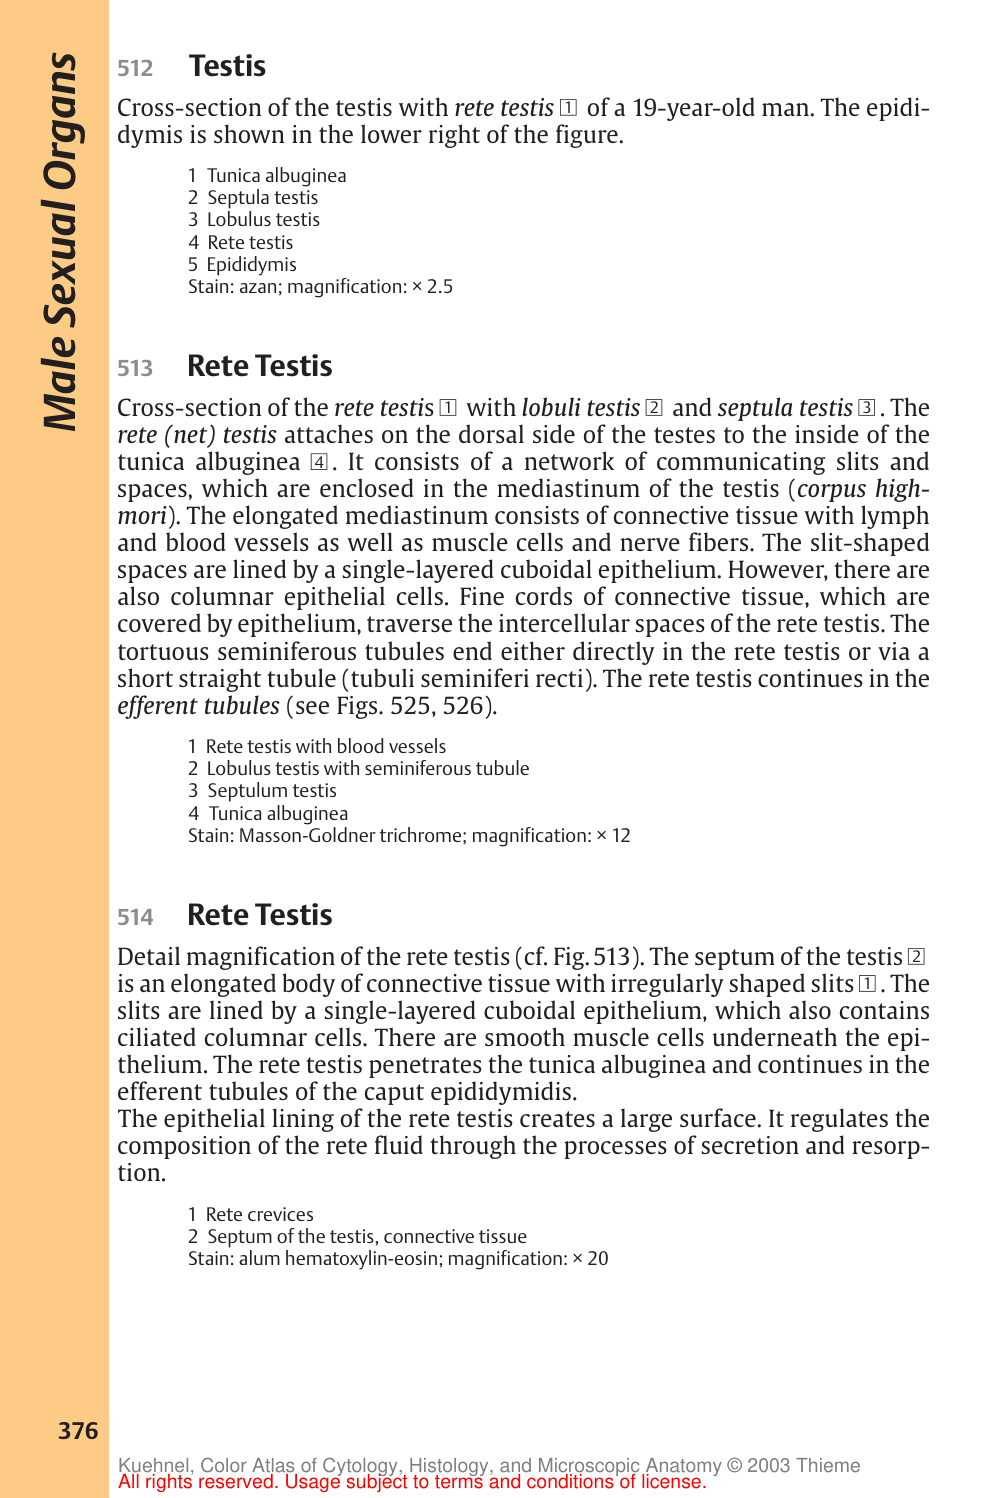 Male Sexual Organs
512 Testis
Cross-section of the testis with rete testis 1 of a 19-year-old man. The epidi-
dymis is shown in the lower right of the figure.
1 Tunica albuginea
2 Septula testis
3 Lobulus testis
4 Rete testis
5 Epididymis
Stain: azan; magnification: × 2.5
513 Rete Testis
Cross-section of the rete testis 1 with lobuli testis 2 and septula testis 3. The
rete (net) testis attaches on the dorsal side of the testes to the inside of the
tunica albuginea 4. It consists of a network of communicating slits and
spaces, which are enclosed in the mediastinum of the testis (corpus high-
mori). The elongated mediastinum consists of connective tissue with lymph
and blood vessels as well as muscle cells and nerve fibers. The slit-shaped
spaces are lined by a single-layered cuboidal epithelium. However, there are
also columnar epithelial cells. Fine cords of connective tissue, which are
covered by epithelium, traverse the intercellular spaces of the rete testis. The
tortuous seminiferous tubules end either directly in the rete testis or via a
short straight tubule (tubuli seminiferi recti). The rete testis continues in the
efferent tubules (see Figs. 525, 526).
1 Rete testis with blood vessels
2 Lobulus testis with seminiferous tubule
3 Septulum testis
4 Tunica albuginea
Stain: Masson-Goldner trichrome; magnification: × 12
514 Rete Testis
Detail magnification of the rete testis (cf. Fig. 513). The septum of the testis 2
is an elongated body of connective tissue with irregularly shaped slits 1. The
slits are lined by a single-layered cuboidal epithelium, which also contains
ciliated columnar cells. There are smooth muscle cells underneath the epi-
thelium. The rete testis penetrates the tunica albuginea and continues in the
efferent tubules of the caput epididymidis.
The epithelial lining of the rete testis creates a large surface. It regulates the
composition of the rete fluid through the processes of secretion and resorp-
tion.
1 Rete crevices
2 Septum of the testis, connective tissue
Stain: alum hematoxylin-eosin; magnification: × 20
376
Kuehnel, Color Atlas of Cytology, Histology, and Microscopic Anatomy © 2003 Thieme
All rights reserved. Usage subject to terms and conditions of license.